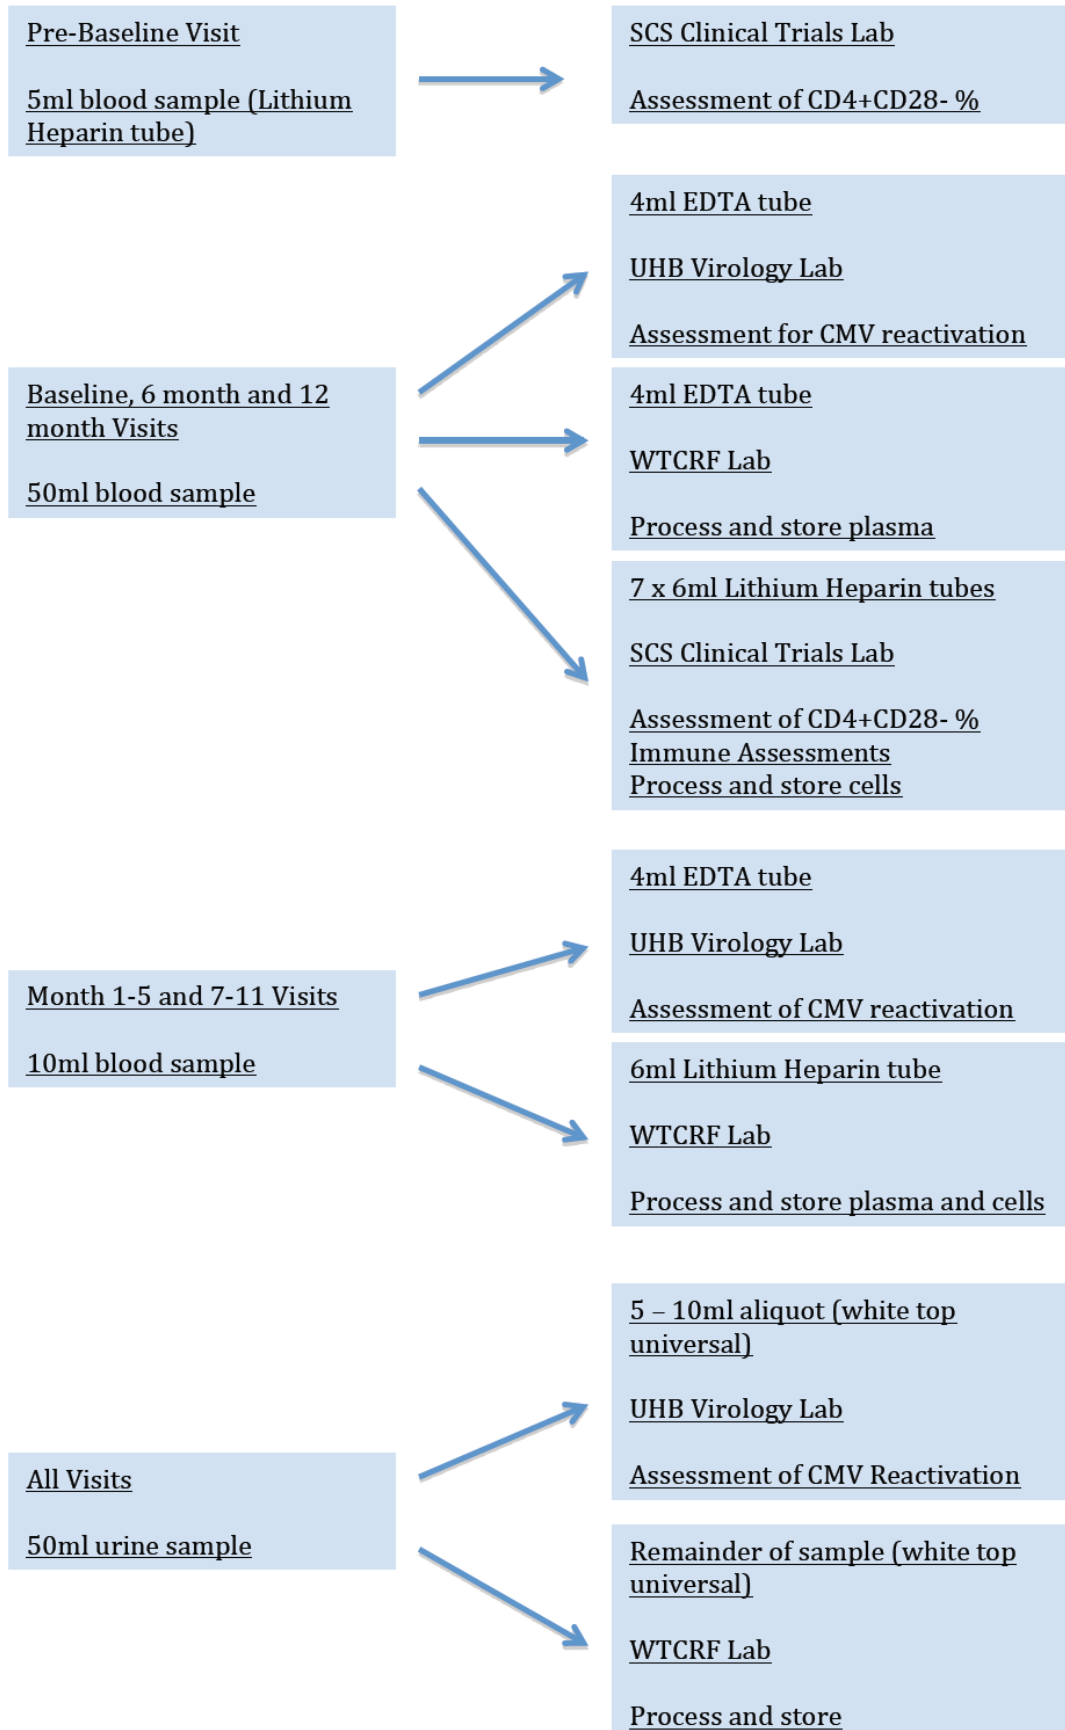 Pre-Baseline Visit
5ml blood sample (Lithium
Heparin tube)
SCS Clinical Trials Lab
Assessment of CD4+CD28- %
Baseline, 6 month and 12
month Visits
50ml blood sample
4ml EDTA tube
UHB Virology Lab
Assessment for CMV reactivation
4ml EDTA tube
WTCRF Lab
Process and store plasma
7 x 6ml Lithium Heparin tubes
SCS Clinical Trials Lab
Assessment of CD4+CD28- %
Immune Assessments
Process and store cells
Month 1-5 and 7-11 Visits
10ml blood sample
4ml EDTA tube
UHB Virology Lab
Assessment of CMV reactivation
6ml Lithium Heparin tube
WTCRF Lab
Process and store plasma and cells
All Visits
50ml urine sample
5 – 10ml aliquot (white top
universal)
UHB Virology Lab
Assessment of CMV Reactivation
Remainder of sample (white top
universal)
WTCRF Lab
Process and store